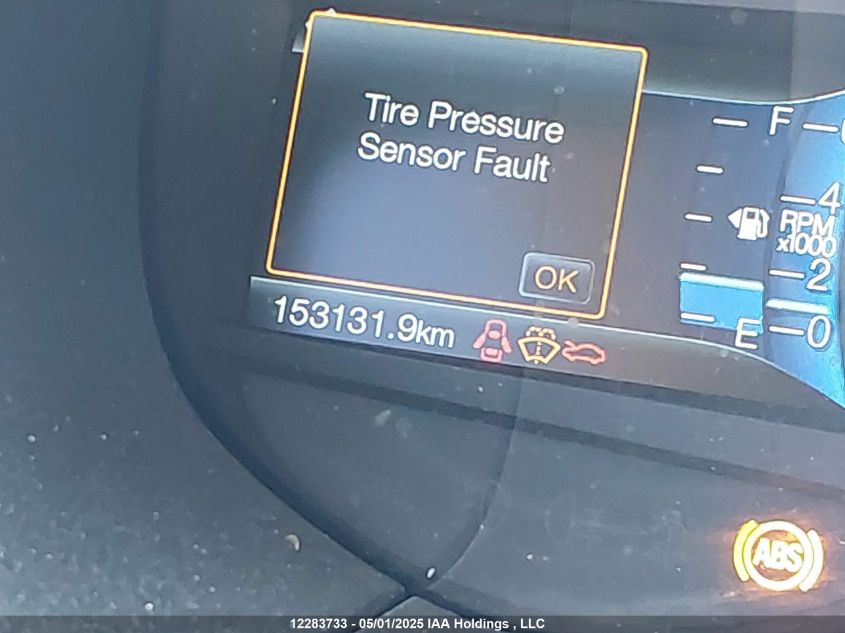 Tire Pressure
Sensor Fault
OK
153131.9km
F
4
RPM
x1000
2
E
0
ABS
12283733 - 05/01/2025 IAA Holdings , LLC